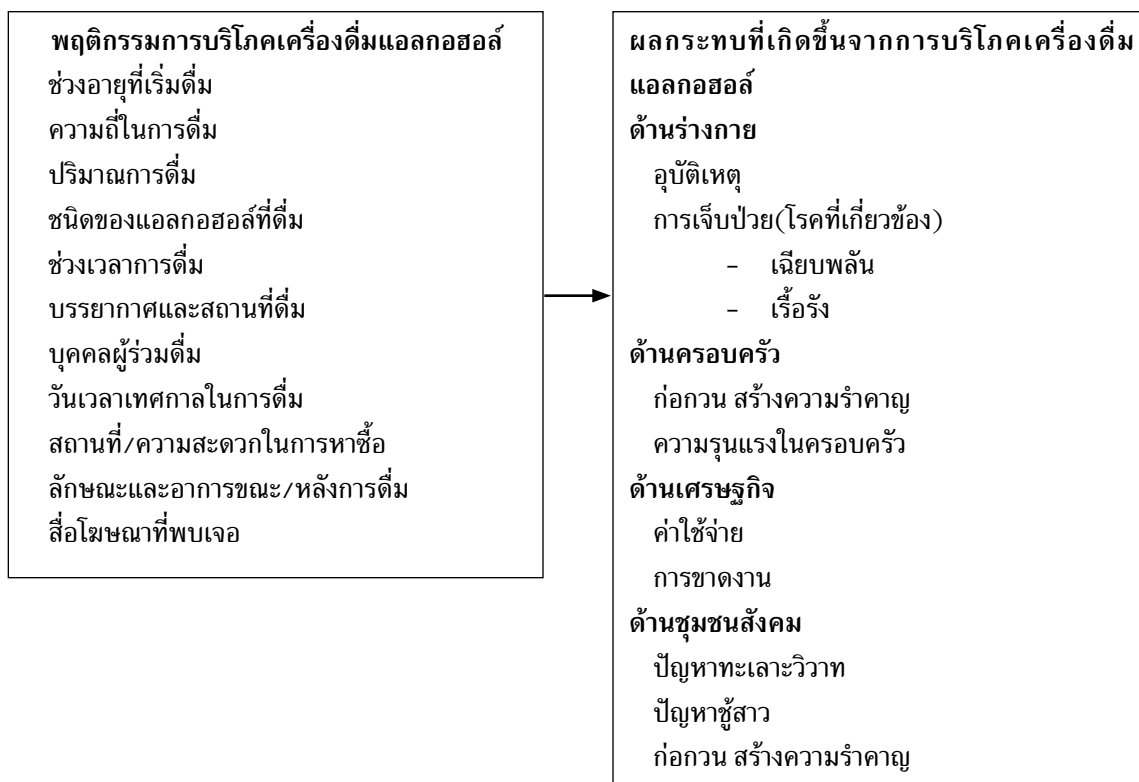 พฤติกรรมการบริโภคเครื่องดื่มแอลกอฮอล์
ช่วงอายุที่เริ่มดื่ม
ความถี่ในการดื่ม
ปริมาณการดื่ม
ชนิดของแอลกอฮอล์ที่ดื่ม
ช่วงเวลาการดื่ม
บรรยากาศและสถานที่ดื่ม
บุคคลผู้ร่วมดื่ม
วันเวลาเทศกาลในการดื่ม
สถานที่/ความสะดวกในการหาซื้อ
ลักษณะและอาการขณะ/หลังการดื่ม
สื่อโฆษณาที่พบเจอ
ผลกระทบที่เกิดขึ้นจากการบริโภคเครื่องดื่ม
แอลกอฮอล์
ด้านร่างกาย
อุบัติเหตุ
การเจ็บป่วย(โรคที่เกี่ยวข้อง)
- เฉียบพลัน
- เรื้อรัง
ด้านครอบครัว
ก่อกวน สร้างความรำคาญ
ความรุนแรงในครอบครัว
ด้านเศรษฐกิจ
ค่าใช้จ่าย
การขาดงาน
ด้านชุมชนสังคม
ปัญหาทะเลาะวิวาท
ปัญหาชู้สาว
ก่อกวน สร้างความรำคาญ